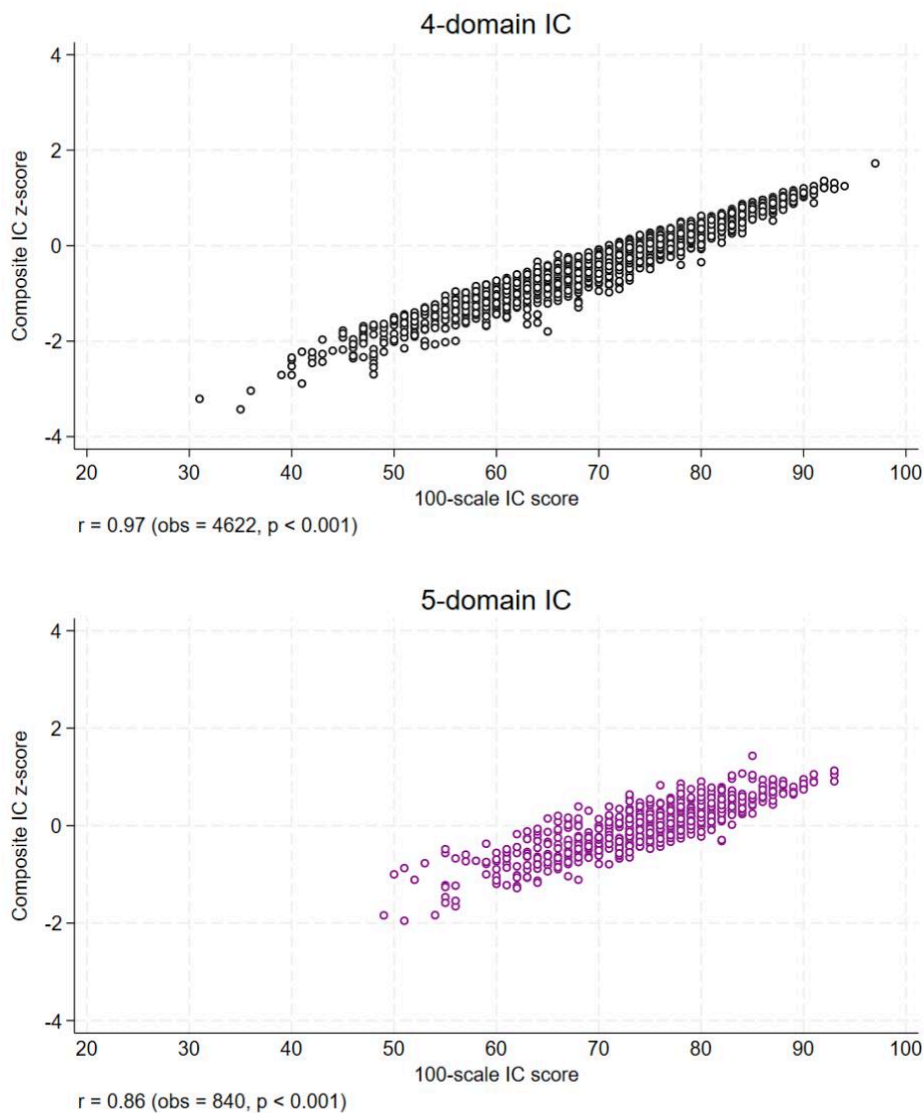 4-domain IC
4
2
0
-2
-4
Composite IC z-score
20 30 40 50 60 70 80 90 100
100-scale IC score
r = 0.97 (obs = 4622, p < 0.001)
5-domain IC
4
2
0
-2
-4
Composite IC z-score
20 30 40 50 60 70 80 90 100
100-scale IC score
r = 0.86 (obs = 840, p < 0.001)